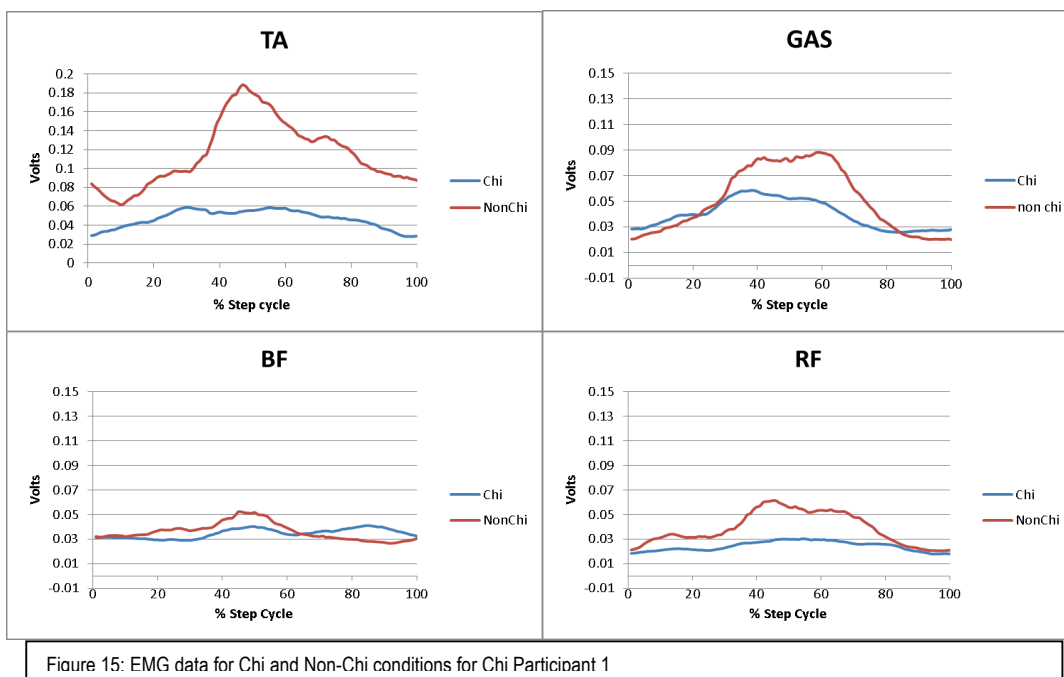 TA
0.2
0.18
0.16
0.14
0.12
0.1
0.08
0.06
0.04
0.02
0
Volts
0 20 40 60 80 100
% Step cycle
Chi
NonChi
GAS
0.15
0.13
0.11
0.09
0.07
0.05
0.03
0.01
-0.01
Volts
0 20 40 60 80 100
% Step cycle
Chi
non chi
BF
0.15
0.13
0.11
0.09
0.07
0.05
0.03
0.01
-0.01
Volts
0 20 40 60 80 100
% Step Cycle
Chi
NonChi
RF
0.15
0.13
0.11
0.09
0.07
0.05
0.03
0.01
-0.01
Volts
0 20 40 60 80 100
% Step Cycle
Chi
NonChi
Figure 15: EMG data for Chi and Non-Chi conditions for Chi Participant 1